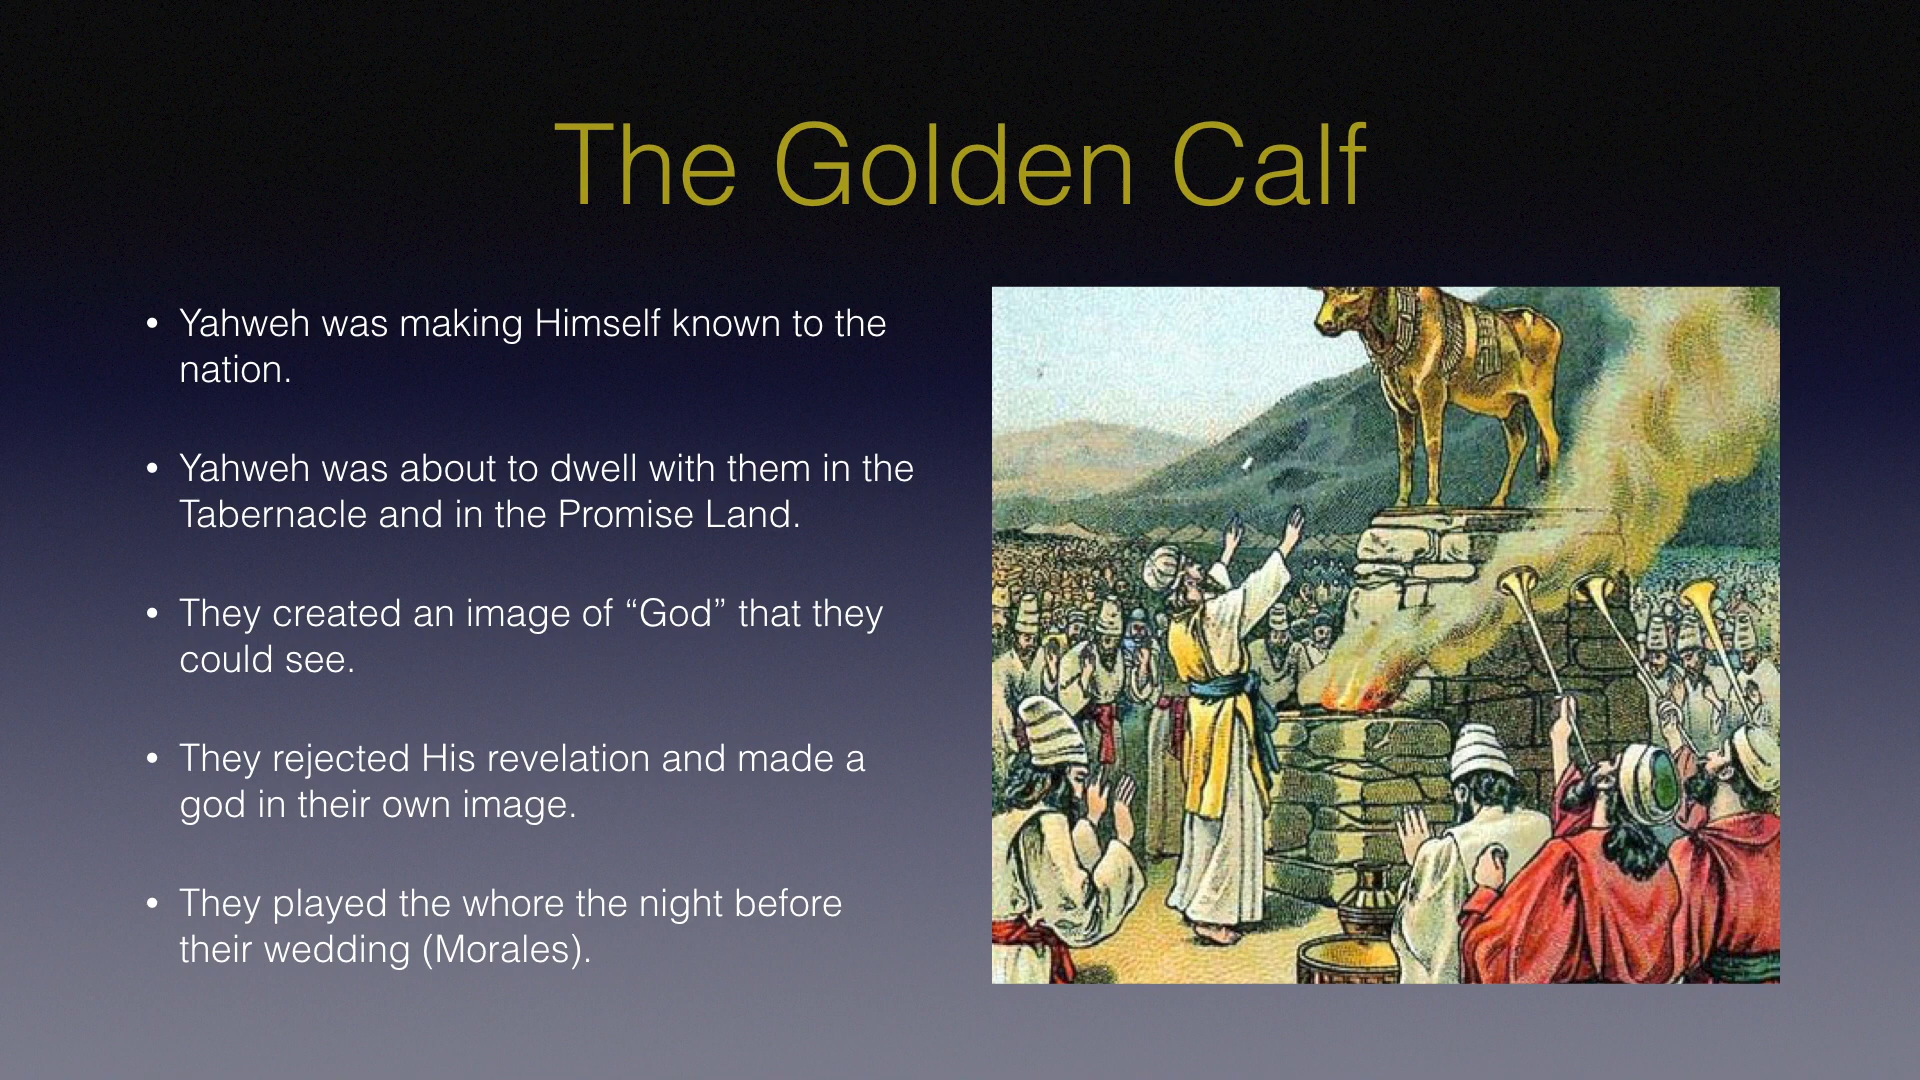 The Golden Calf
• Yahweh was making Himself known to the
nation.
• Yahweh was about to dwell with them in the
Tabernacle and in the Promise Land.
• They created an image of “God” that they
could see.
• They rejected His revelation and made a
god in their own image.
• They played the whore the night before
their wedding (Morales).